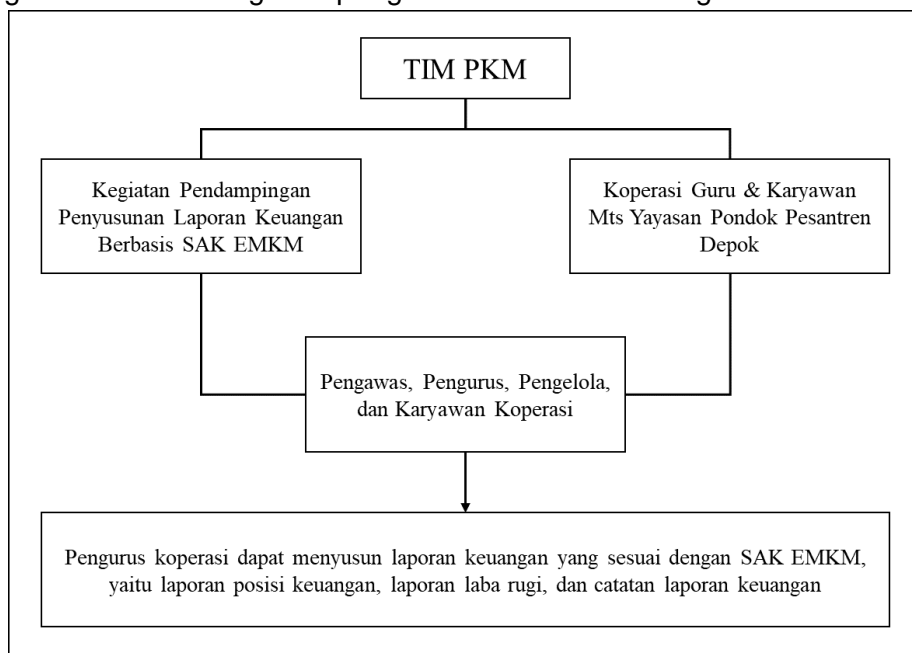 TIM PKM
Kegiatan Pendampingan
Penyusunan Laporan Keuangan
Berbasis SAK EMKM
Koperasi Guru & Karyawan
Mts Yayasan Pondok Pesantren
Depok
Pengawas, Pengurus, Pengelola,
dan Karyawan Koperasi
Pengurus koperasi dapat menyusun laporan keuangan yang sesuai dengan SAK EMKM,
yaitu laporan posisi keuangan, laporan laba rugi, dan catatan laporan keuangan